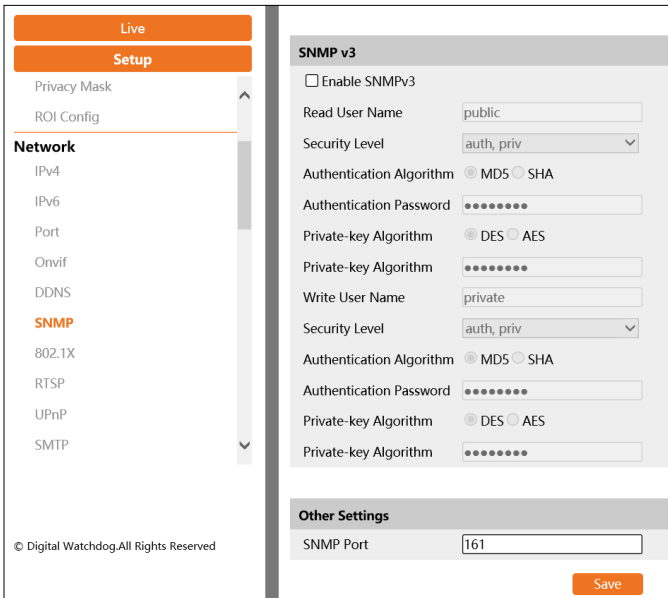 Live
Setup
Privacy Mask
ROI Config
Network
IPv4
IPv6
Port
Onvif
DDNS
SNMP
802.1X
RTSP
UPnP
SMTP
© Digital Watchdog.All Rights Reserved
SNMP v3
Enable SNMPv3
Read User Name public
Security Level auth, priv
Authentication Algorithm MD5 SHA
Authentication Password ••••••••
Private-key Algorithm DES AES
Private-key Algorithm ••••••••
Write User Name private
Security Level auth, priv
Authentication Algorithm MD5 SHA
Authentication Password ••••••••
Private-key Algorithm DES AES
Private-key Algorithm ••••••••
Other Settings
SNMP Port 161
Save